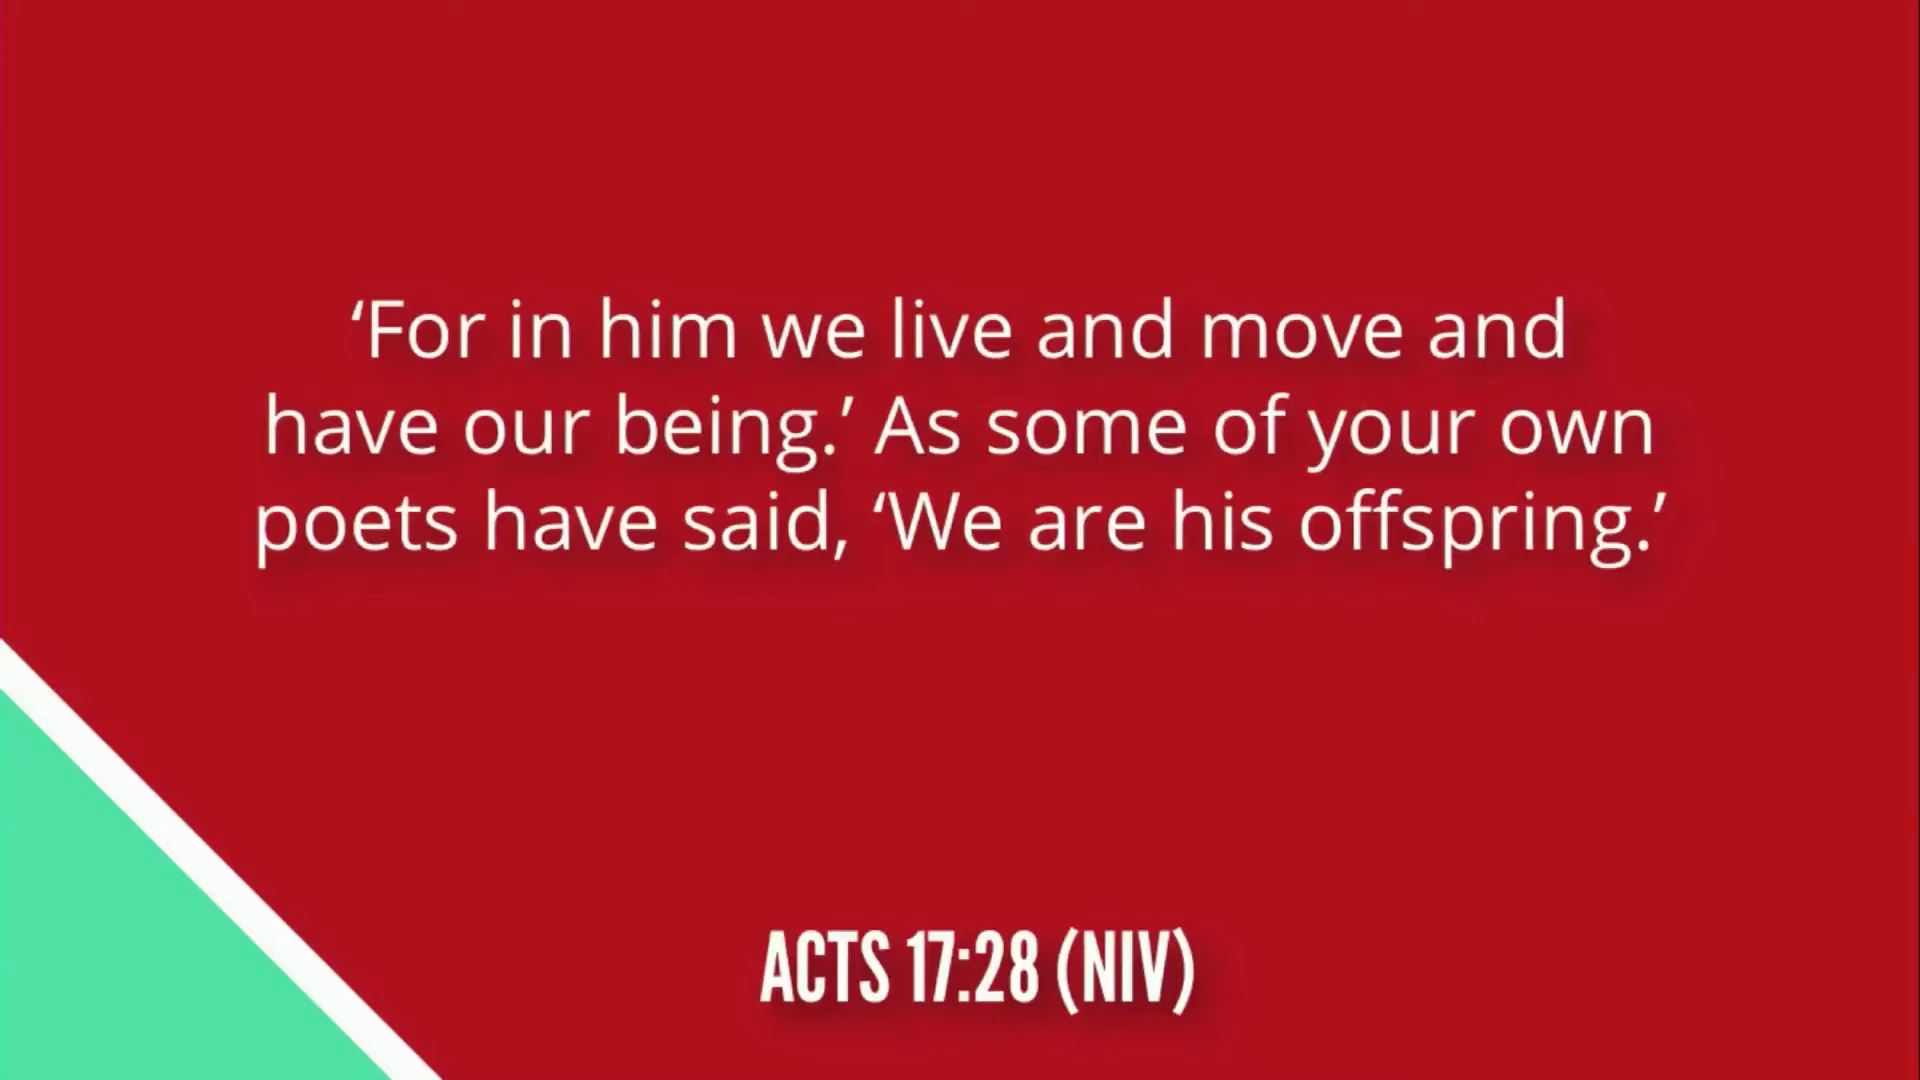 ‘For in him we live and move and
have our being.’ As some of your own
poets have said, ‘We are his offspring.’
ACTS 17:28 (NIV)